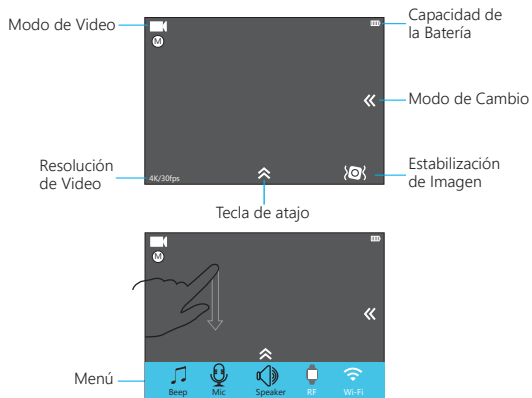 Modo de Video
Capacidad de
la Batería
M
Modo de Cambio
Resolución
de Video
4K/30fps
Estabilización
de Imagen
Tecla de atajo
M
Menú
Beep
Mic
Speaker
RF
Wi-Fi